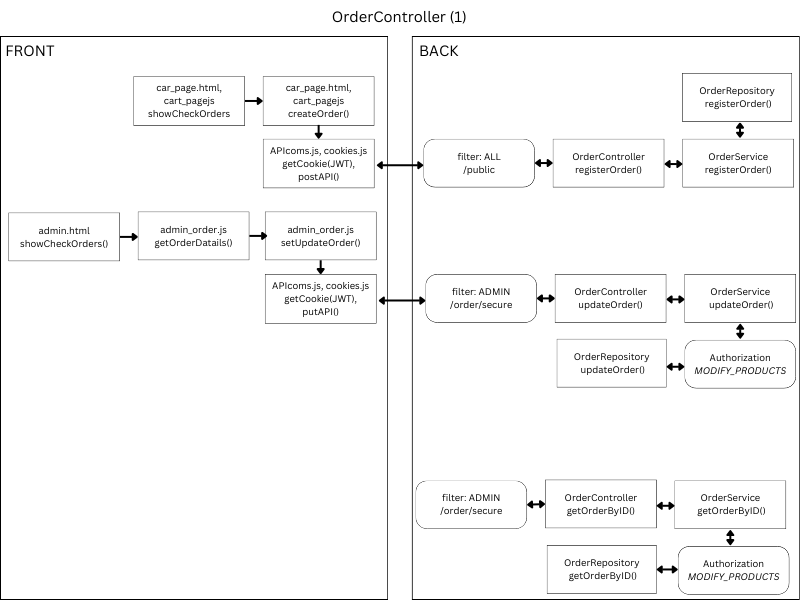 OrderController (1)
FRONT
car_page.html,
cart_pagejs
showCheckOrders
car_page.html,
cart_pagejs
createOrder()
APIcoms.js, cookies.js
getCookie(JWT),
postAPI()
admin.html
showCheckOrders()
admin_order.js
getOrderDatails()
admin_order.js
setUpdateOrder()
APIcoms.js, cookies.js
getCookie(JWT),
putAPI()
BACK
OrderRepository
registerOrder()
filter: ALL
/public
OrderController
registerOrder()
OrderService
registerOrder()
filter: ADMIN
/order/secure
OrderController
updateOrder()
OrderService
updateOrder()
OrderRepository
updateOrder()
Authorization
MODIFY_PRODUCTS
filter: ADMIN
/order/secure
OrderController
getOrderByID()
OrderService
getOrderByID()
OrderRepository
getOrderByID()
Authorization
MODIFY_PRODUCTS